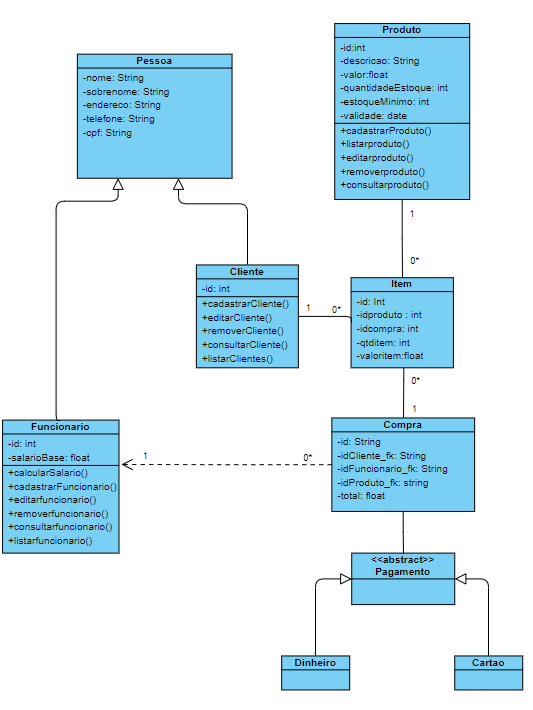 Produto
-id:int
-descricao: String
-valor:float
-quantidadeEstoque: int
-estoqueMinimo: int
-validade: date
+cadastrarProduto()
+listarproduto()
+editarproduto()
+removerproduto()
+consultarproduto()
Pessoa
-nome: String
-sobrenome: String
-endereco: String
-telefone: String
-cpf: String
1
0*
Cliente
-id: int
+cadastrarCliente()
+editarCliente()
+removerCliente()
+consultarCliente()
+listarClientes()
1
0*
Item
-id: Int
-idproduto : int
-idcompra: int
-qtditem: int
-valoritem:float
0*
1
Funcionario
-id: int
-salarioBase: float
+calcularSalario()
+cadastrarFuncionario()
+editarfuncionario()
+removerfuncionario()
+consultarfuncionario()
+listarfuncionario()
1
0*
Compra
-id: String
-idCliente_fk: String
-idFuncionario_fk: String
-idProduto_fk: string
-total: float
<<abstract>>
Pagamento
Dinheiro
Cartao